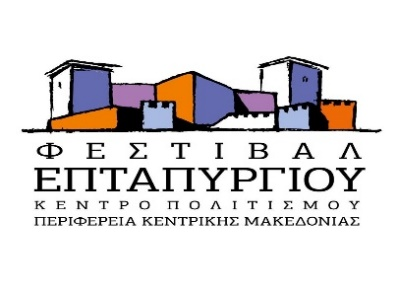 ΦΕΣΤΙΒΑΛ
ΕΠΤΑΠΥΡΓΙΟΥ
ΚΕΝΤΡΟ ΠΟΛΙΤΙΣΜΟΥ
ΠΕΡΙΦΕΡΕΙΑ ΚΕΝΤΡΙΚΗΣ ΜΑΚΕΔΟΝΙΑΣ